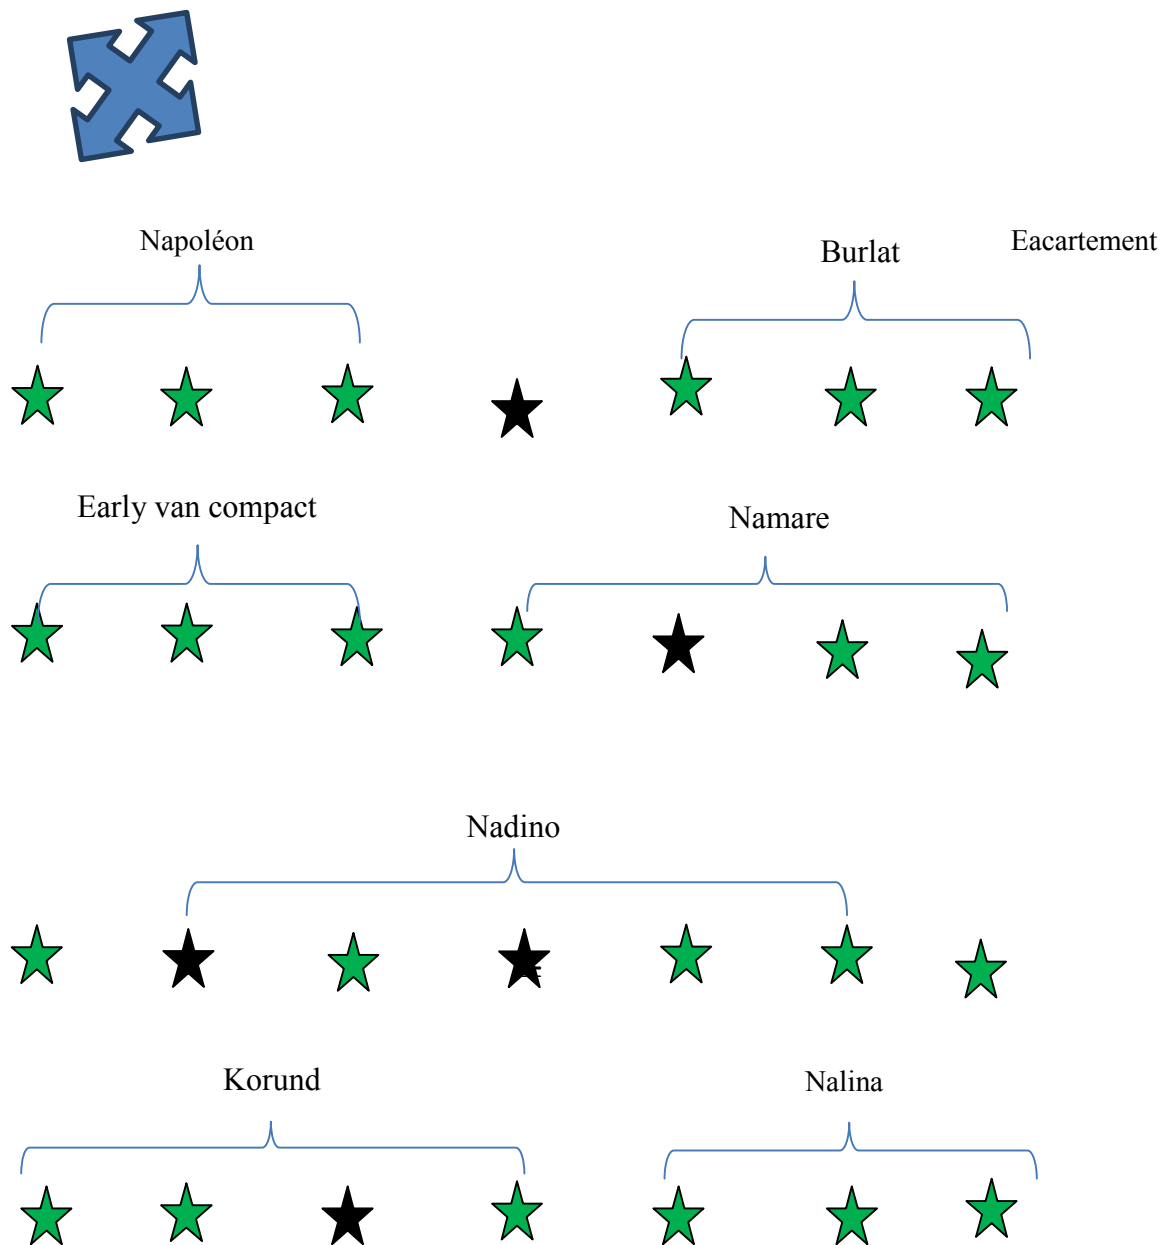 Napoléon
Burlat
Eacartement
Early van compact
Namare
Nadino
Korund
Nalina